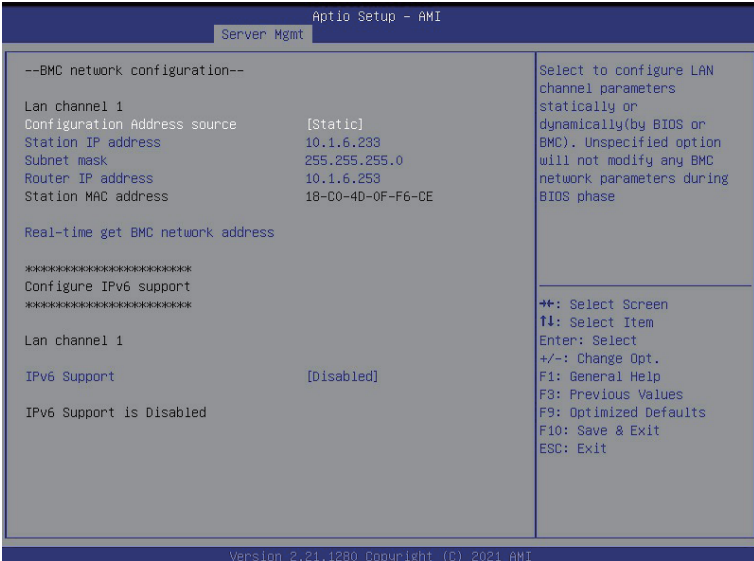 Aptio Setup – AMI
Server Mgmt
--BMC network configuration--
Lan channel 1
Configuration Address source [Static]
Station IP address 10.1.6.233
Subnet mask 255.255.255.0
Router IP address 10.1.6.253
Station MAC address 18-C0-4D-0F-F6-CE
Real-time get BMC network address
**********************
Configure IPv6 support
**********************
Lan channel 1
IPv6 Support [Disabled]
IPv6 Support is Disabled
Select to configure LAN
channel parameters
statically or
dynamically(by BIOS or
BMC). Unspecified option
will not modify any BMC
network parameters during
BIOS phase
→←: Select Screen
↑↓: Select Item
Enter: Select
+/-: Change Opt.
F1: General Help
F3: Previous Values
F9: Optimized Defaults
F10: Save & Exit
ESC: Exit
Version 2.21.1280 Copyright (C) 2021 AMI